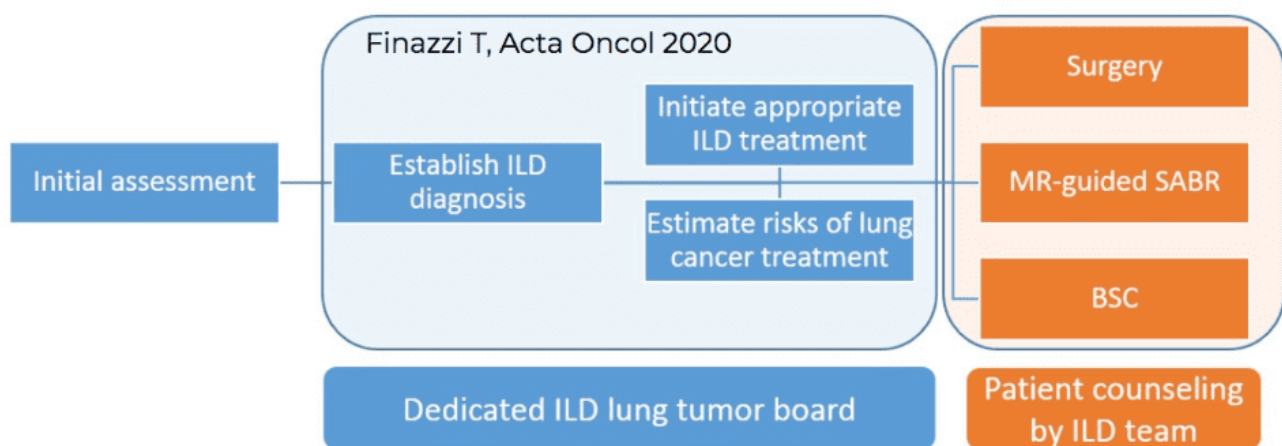 Finazzi T, Acta Oncol 2020
Initial assessment
Establish ILD
diagnosis
Initiate appropriate
ILD treatment
Estimate risks of lung
cancer treatment
Surgery
MR-guided SABR
BSC
Dedicated ILD lung tumor board
Patient counseling
by ILD team